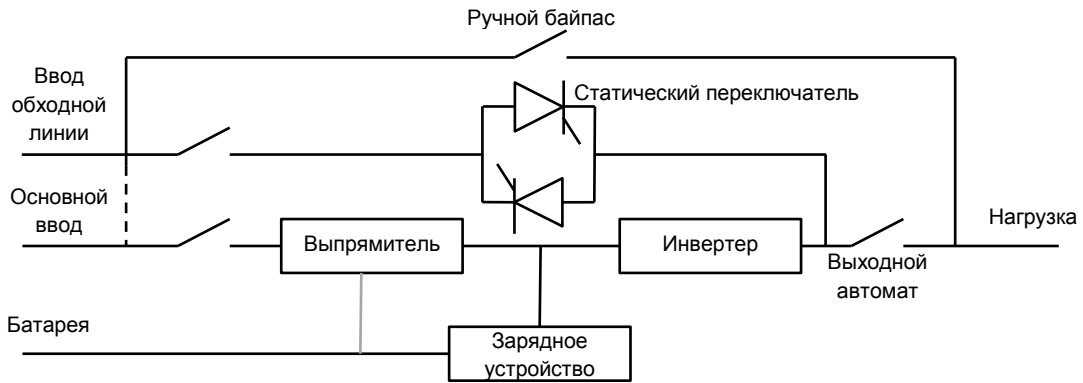 Ручной байпас
Ввод
обходной
линии
Статический переключатель
Основной
ввод
Выпрямитель
Инвертер
Нагрузка
Выходной
автомат
Батарея
Зарядное
устройство